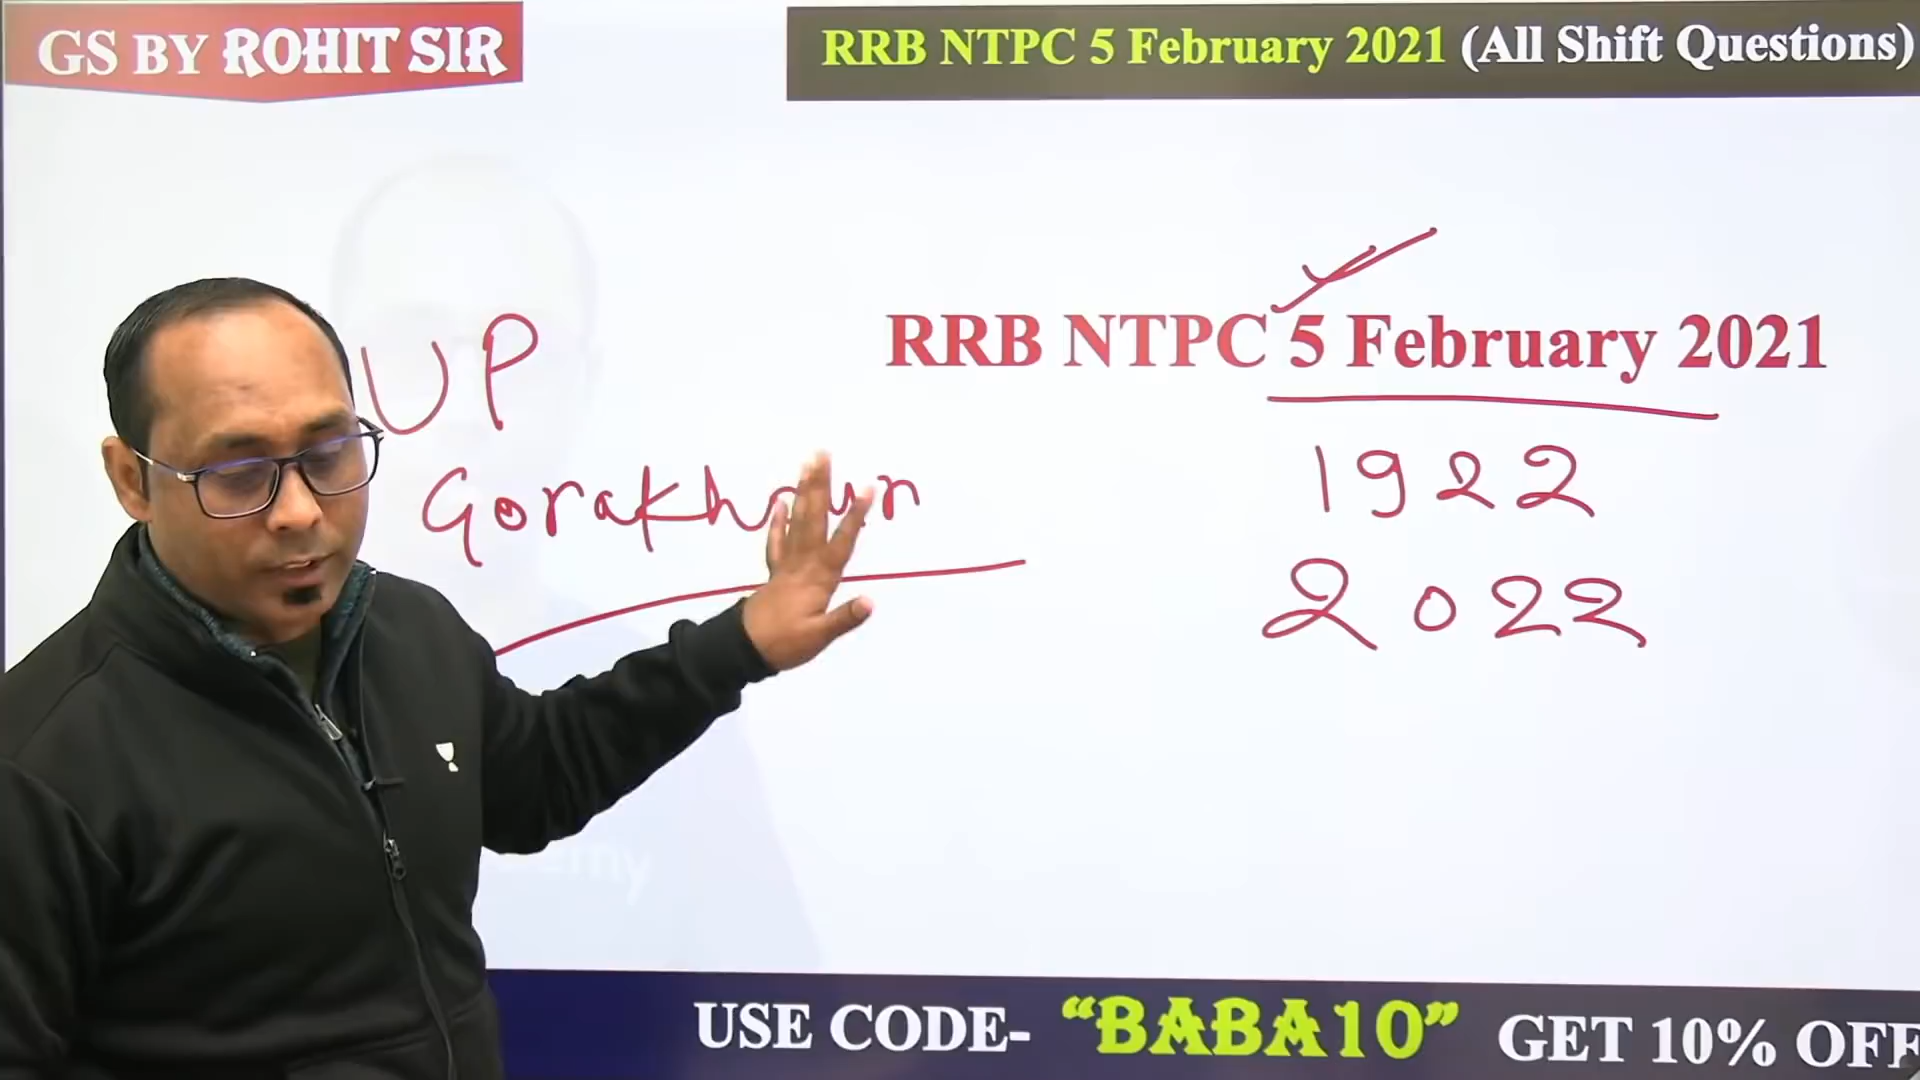 GS BY ROHIT SIR
RRB NTPC 5 February 2021 (All Shift Questions)
RRB NTPC 5 February 2021
UP
1922
2022
USE CODE- “BABA10” GET 10% OFF